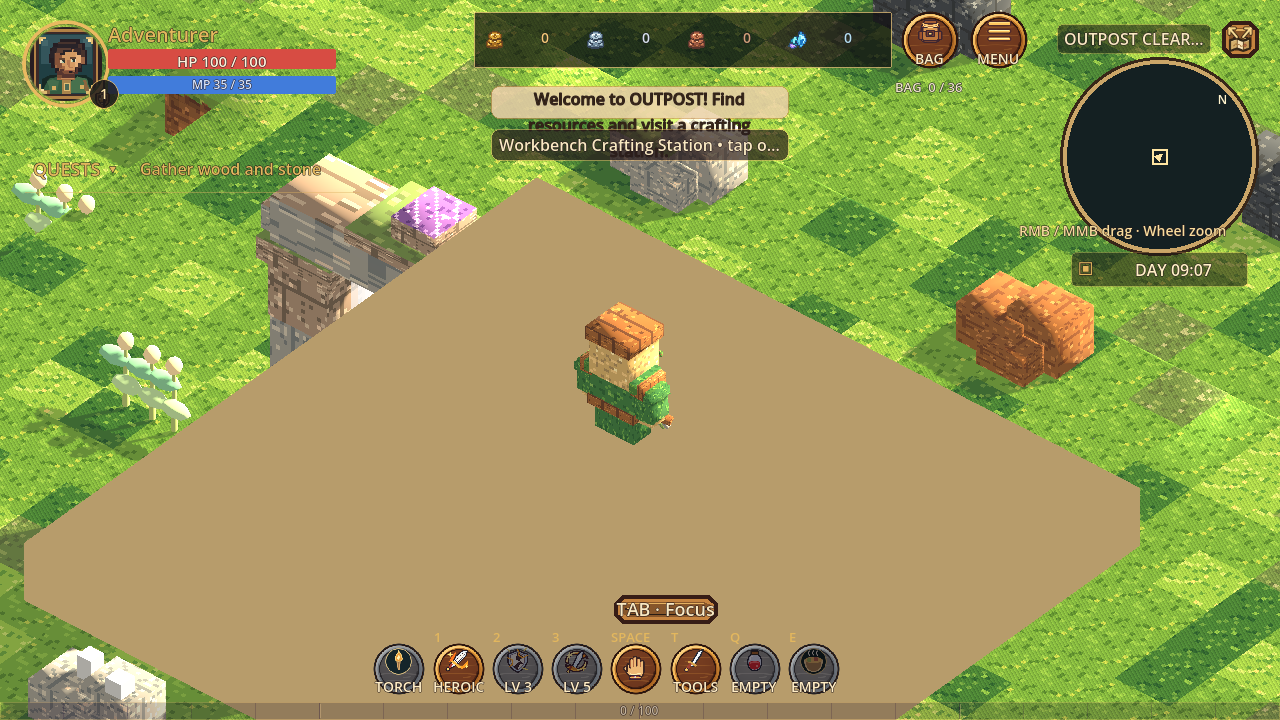 Adventurer
HP 100 / 100
MP 35 / 35
1
QUESTS
Gather wood and stone
0
0
0
0
BAG
MENU
BAG 0 / 36
OUTPOST CLEAR...
Welcome to OUTPOST! Find
resources and visit a crafting
Workbench Crafting Station • tap o...
N
RMB / MMB drag · Wheel zoom
DAY 09:07
TAB · Focus
1
2
3
SPACE
T
Q
E
TORCH
HEROIC
LV 3
LV 5
TOOLS
EMPTY
EMPTY
0 / 100